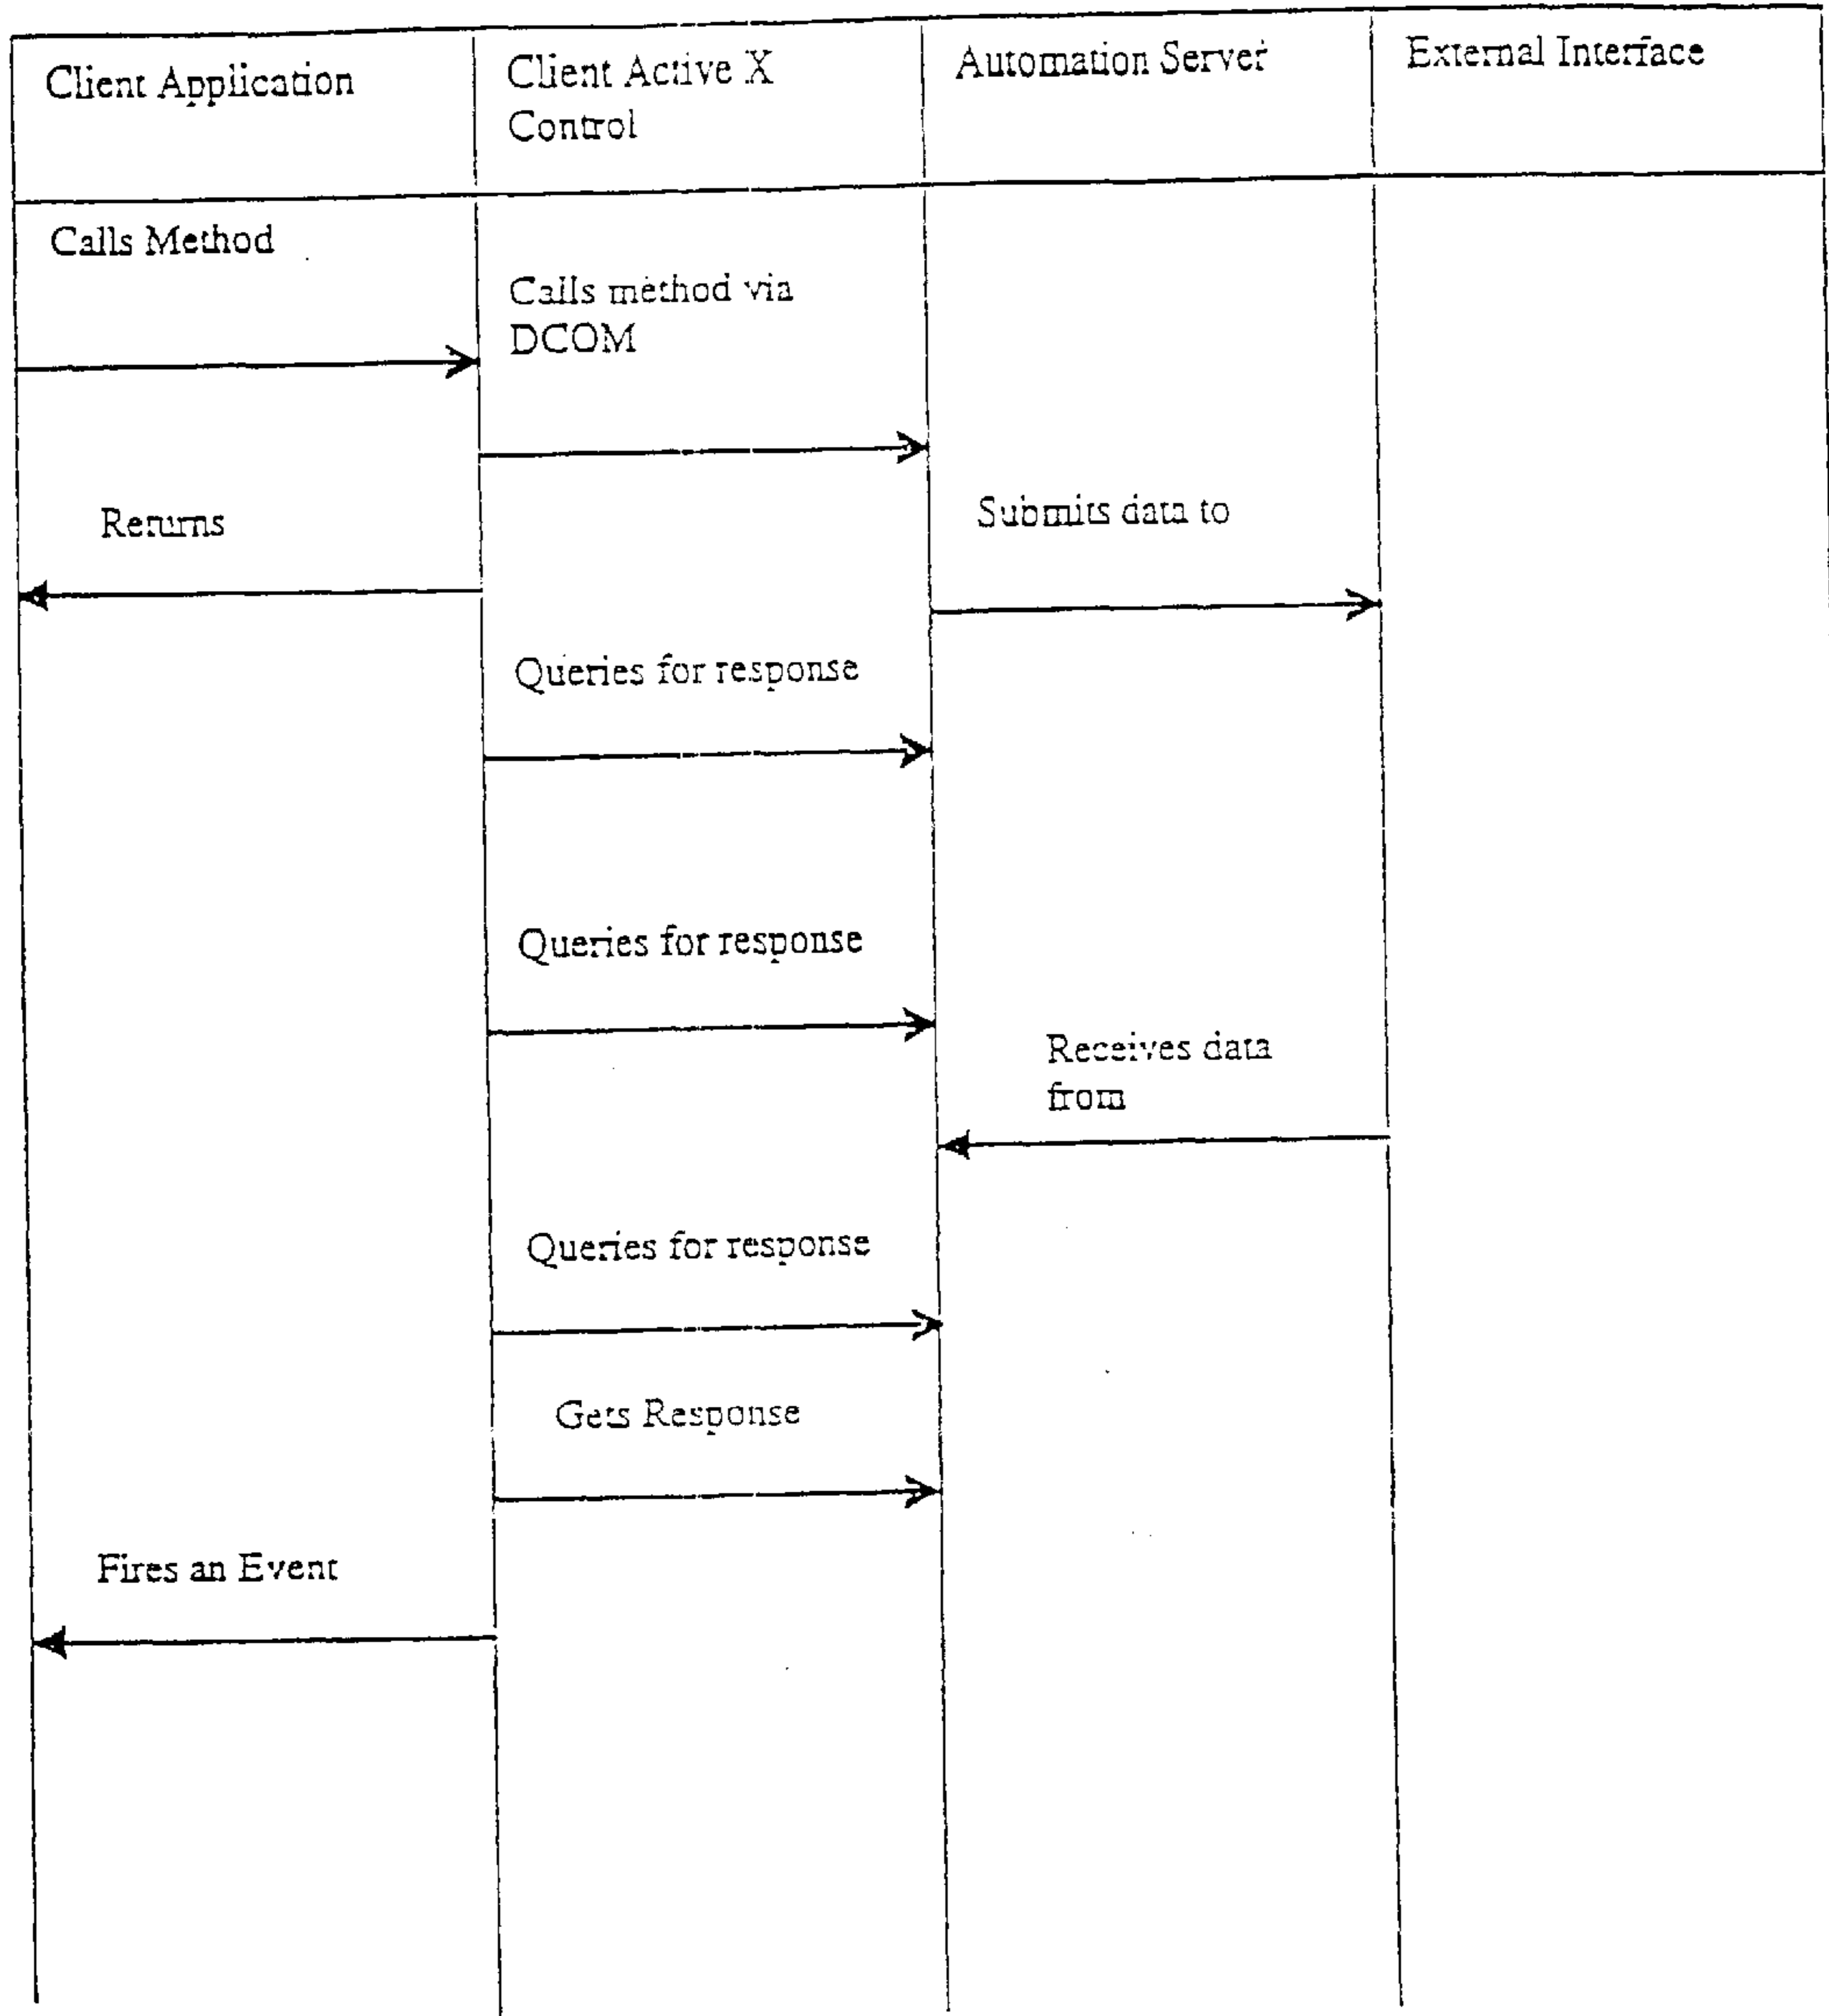 Client Application
Client Active X
Control
Automation Server
External Interface
Calls Method
Calls method via
DCOM
Returns
Submits data to
Queries for response
Queries for response
Receives data
from
Queries for response
Gets Response
Fires an Event